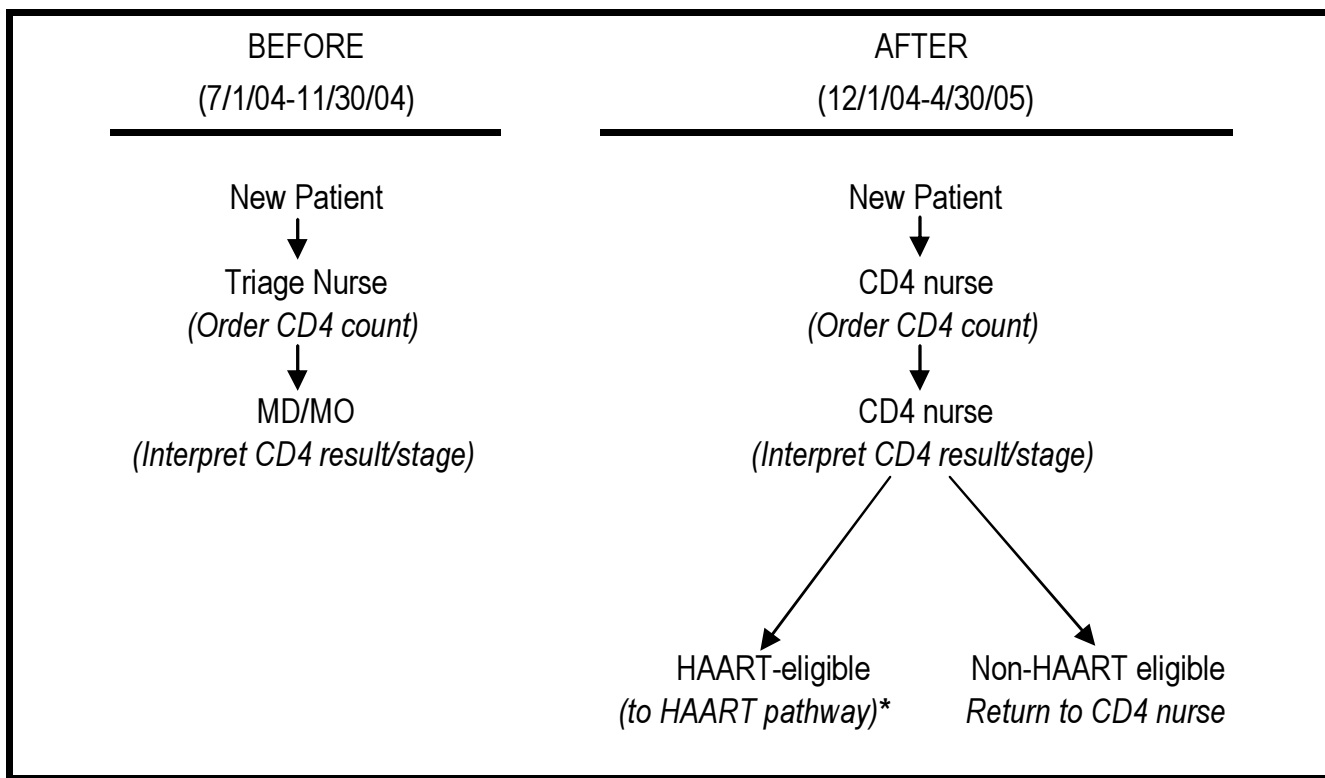 BEFORE
(7/1/04-11/30/04)
New Patient
Triage Nurse
(Order CD4 count)
MD/MO
(Interpret CD4 result/stage)
AFTER
(12/1/04-4/30/05)
New Patient
CD4 nurse
(Order CD4 count)
CD4 nurse
(Interpret CD4 result/stage)
HAART-eligible
(to HAART pathway)*
Non-HAART eligible
Return to CD4 nurse